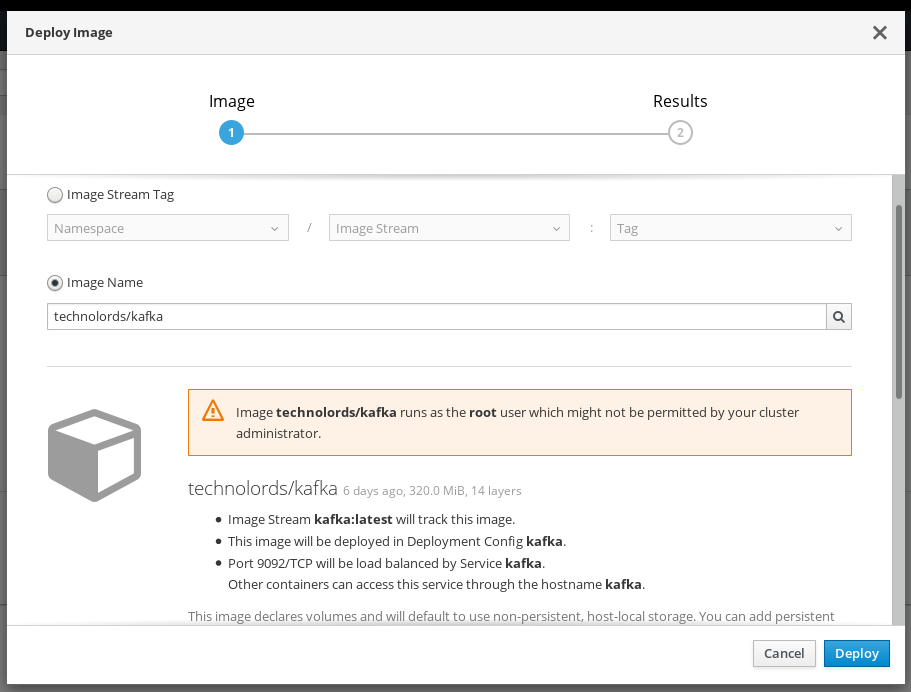 Deploy Image
Image
Results
1
2
Image Stream Tag
Namespace / Image Stream : Tag
Image Name
technolords/kafka
Image technolords/kafka runs as the root user which might not be permitted by your cluster
administrator.
technolords/kafka 6 days ago, 320.0 MiB, 14 layers
• Image Stream kafka:latest will track this image.
• This image will be deployed in Deployment Config kafka.
• Port 9092/TCP will be load balanced by Service kafka.
Other containers can access this service through the hostname kafka.
This image declares volumes and will default to use non-persistent, host-local storage. You can add persistent
Cancel
Deploy